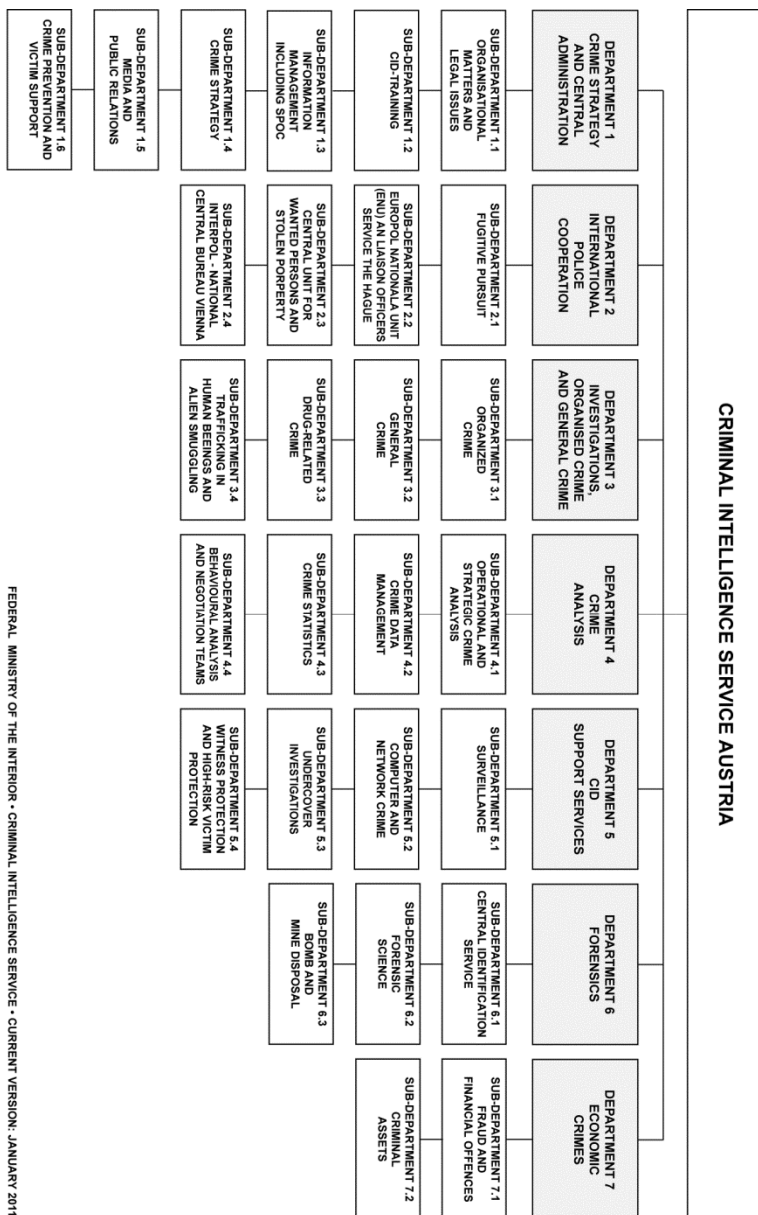 CRIMINAL INTELLIGENCE SERVICE AUSTRIA
DEPARTMENT 1
CRIME STRATEGY
AND CENTRAL
ADMINISTRATION
SUB-DEPARTMENT 1.1
ORGANISATIONAL
MATTERS AND
LEGAL ISSUES
SUB-DEPARTMENT 1.2
CID-TRAINING
SUB-DEPARTMENT 1.3
INFORMATION
MANAGEMENT
INCLUDING SPOC
SUB-DEPARTMENT 1.4
CRIME STRATEGY
SUB-DEPARTMENT 1.5
MEDIA AND
PUBLIC RELATIONS
SUB-DEPARTMENT 1.6
CRIME PREVENTION AND
VICTIM SUPPORT
DEPARTMENT 2
INTERNATIONAL
POLICE
COOPERATION
SUB-DEPARTMENT 2.1
FUGITIVE PURSUIT
SUB-DEPARTMENT 2.2
EUROPOL NATIONALA UNIT
(ENU) AN LIAISON OFFICERS
SERVICE THE HAGUE
SUB-DEPARTMENT 2.3
CENTRAL UNIT FOR
WANTED PERSONS AND
STOLEN PORPERTY
SUB-DEPARTMENT 2.4
INTERPOL - NATIONAL
CENTRAL BUREAU VIENNA
DEPARTMENT 3
INVESTIGATIONS,
ORGANISED CRIME
AND GENERAL CRIME
SUB-DEPARTMENT 3.1
ORGANIZED
CRIME
SUB-DEPARTMENT 3.2
GENERAL
CRIME
SUB-DEPARTMENT 3.3
DRUG-RELATED
CRIME
SUB-DEPARTMENT 3.4
TRAFFICKING IN
HUMAN BEEINGS AND
ALIEN SMUGGLING
DEPARTMENT 4
CRIME
ANALYSIS
SUB-DEPARTMENT 4.1
OPERATIONAL AND
STRATEGIC CRIME
ANALYSIS
SUB-DEPARTMENT 4.2
CRIME DATA
MANAGEMENT
SUB-DEPARTMENT 4.3
CRIME STATISTICS
SUB-DEPARTMENT 4.4
BEHAVIOURAL ANALYSIS
AND NEGOTIATION TEAMS
DEPARTMENT 5
CID
SUPPORT SERVICES
SUB-DEPARTMENT 5.1
SURVEILLANCE
SUB-DEPARTMENT 5.2
COMPUTER AND
NETWORK CRIME
SUB-DEPARTMENT 5.3
UNDERCOVER
INVESTIGATIONS
SUB-DEPARTMENT 5.4
WITNESS PROTECTION
AND HIGH-RISK VICTIM
PROTECTION
DEPARTMENT 6
FORENSICS
SUB-DEPARTMENT 6.1
CENTRAL IDENTIFICATION
SERVICE
SUB-DEPARTMENT 6.2
FORENSIC
SCIENCE
SUB-DEPARTMENT 6.3
BOMB AND
MINE DISPOSAL
DEPARTMENT 7
ECONOMIC
CRIMES
SUB-DEPARTMENT 7.1
FRAUD AND
FINANCIAL OFFENCES
SUB-DEPARTMENT 7.2
CRIMINAL
ASSETS
FEDERAL MINISTRY OF THE INTERIOR • CRIMINAL INTELLIGENCE SERVICE • CURRENT VERSION: JANUARY 2011